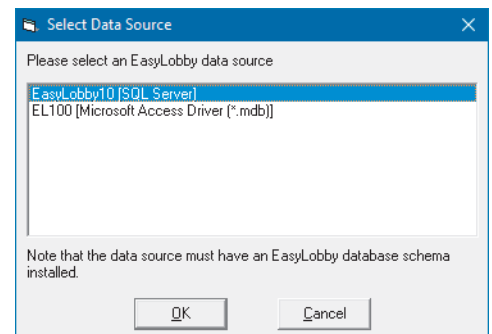 Select Data Source
Please select an EasyLobby data source
EasyLobby10 [SQL Server]
EL100 [Microsoft Access Driver (*.mdb)]
Note that the data source must have an EasyLobby database schema
installed.
OK Cancel